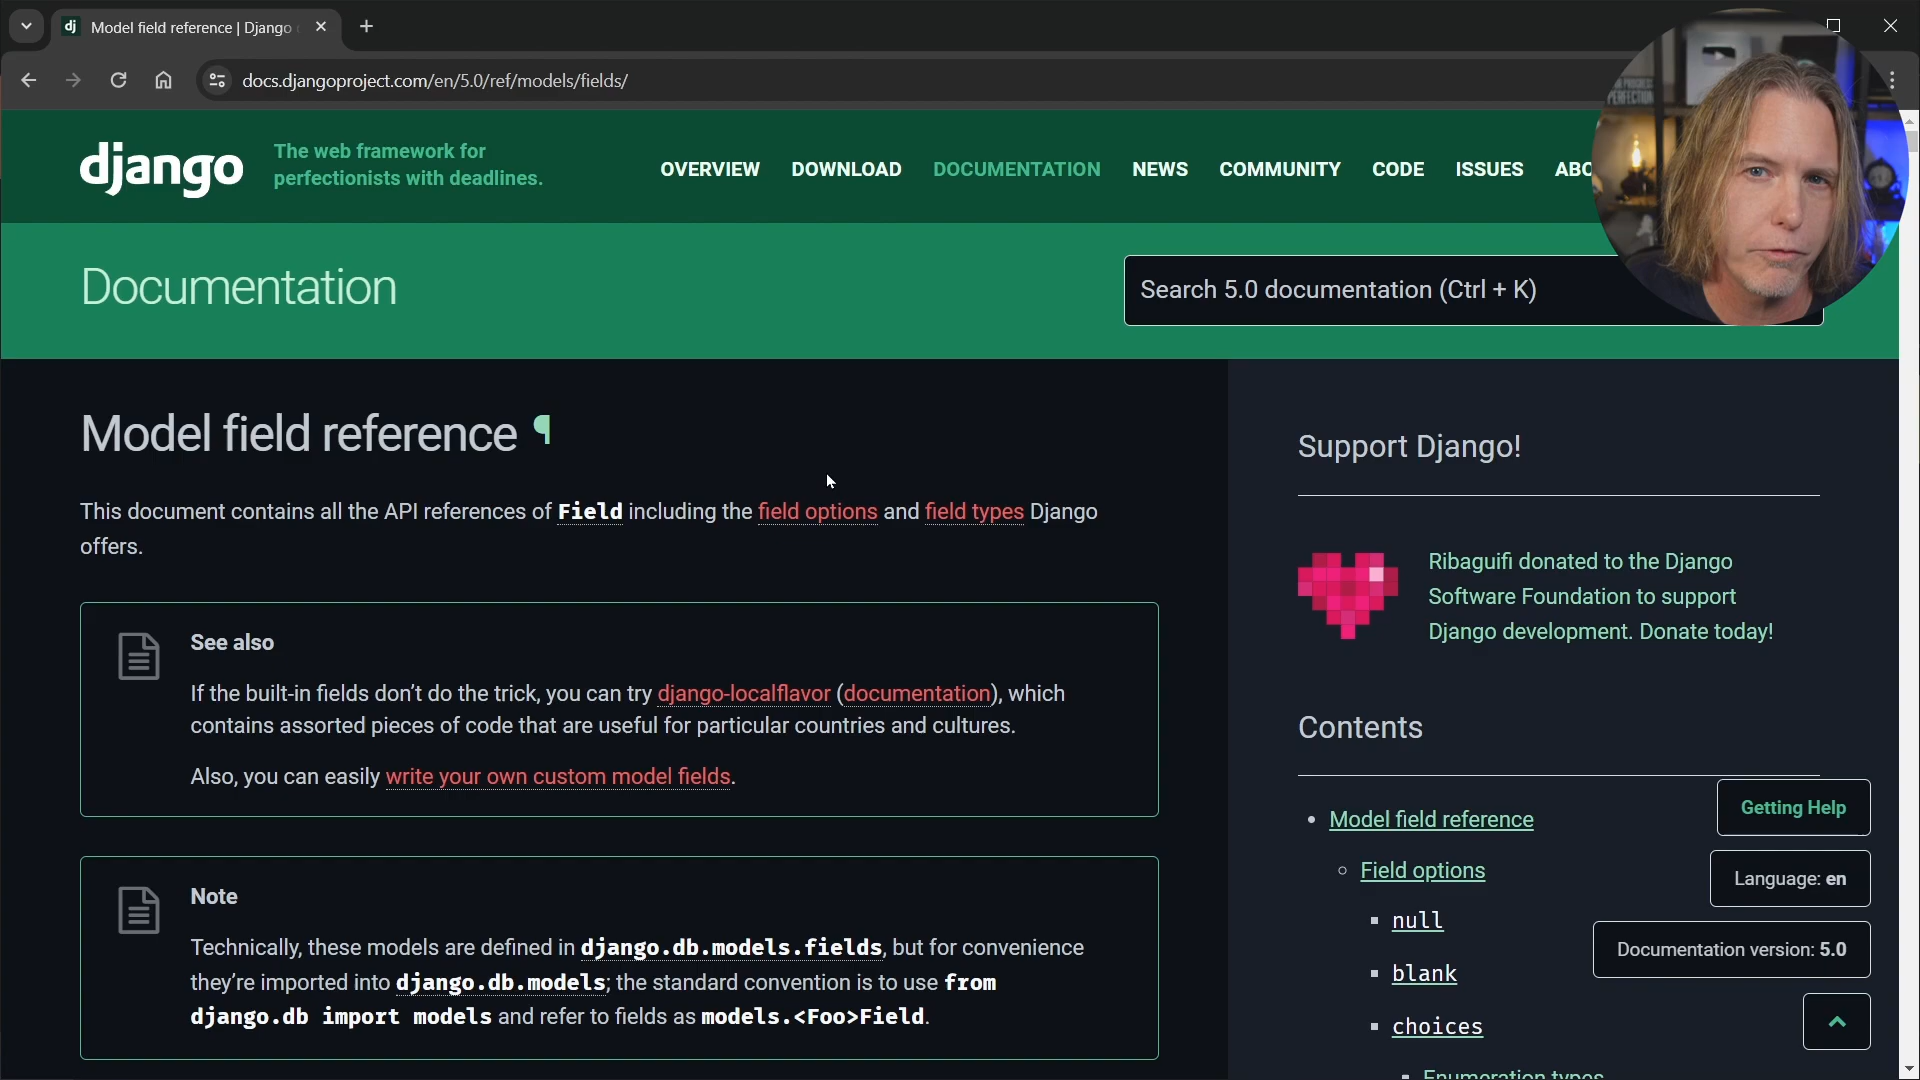 dj Model field reference | Django
docs.djangoproject.com/en/5.0/ref/models/fields/
django
The web framework for
perfectionists with deadlines.
OVERVIEW DOWNLOAD DOCUMENTATION NEWS COMMUNITY CODE ISSUES ABO
PERFECTION
Documentation
Search 5.0 documentation (Ctrl + K)
Model field reference ¶
This document contains all the API references of Field including the field options and field types Django
offers.
See also
If the built-in fields don’t do the trick, you can try django-localflavor (documentation), which
contains assorted pieces of code that are useful for particular countries and cultures.
Also, you can easily write your own custom model fields.
Note
Technically, these models are defined in django.db.models.fields, but for convenience
they’re imported into django.db.models; the standard convention is to use from
django.db import models and refer to fields as models.<Foo>Field.
Support Django!
Ribaguifi donated to the Django
Software Foundation to support
Django development. Donate today!
Contents
Model field reference
Field options
null
blank
choices
Enumeration types
Getting Help
Language: en
Documentation version: 5.0